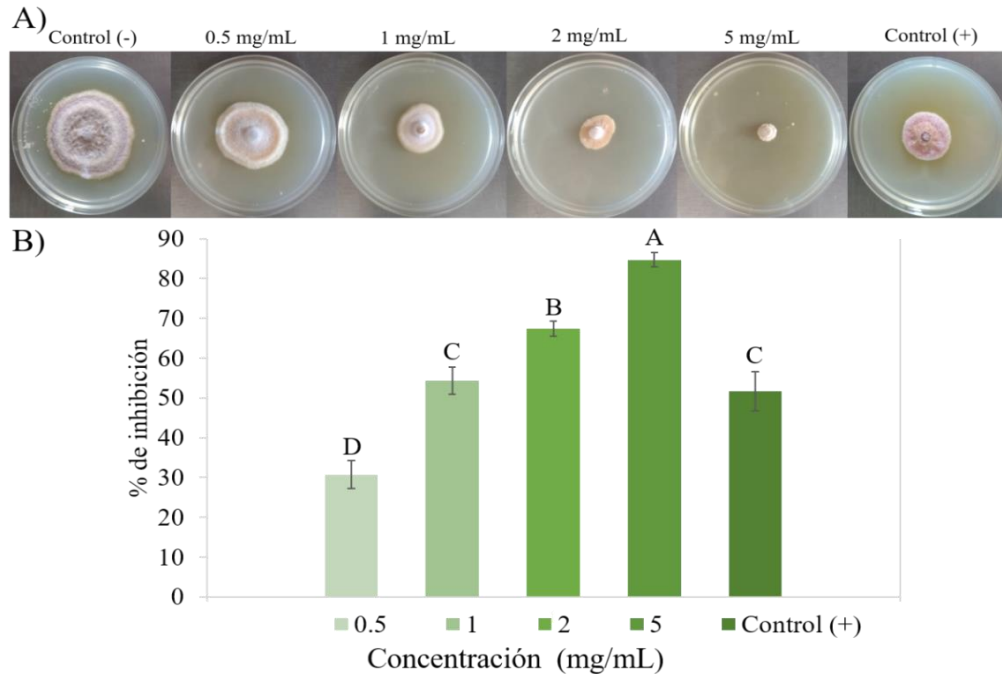 A)
Control (-) 0.5 mg/mL 1 mg/mL 2 mg/mL 5 mg/mL Control (+)
B)
90
80
70
60
50
40
30
20
10
0
% de inhibición
D C B A C
0.5 1 2 5 Control (+)
Concentración (mg/mL)